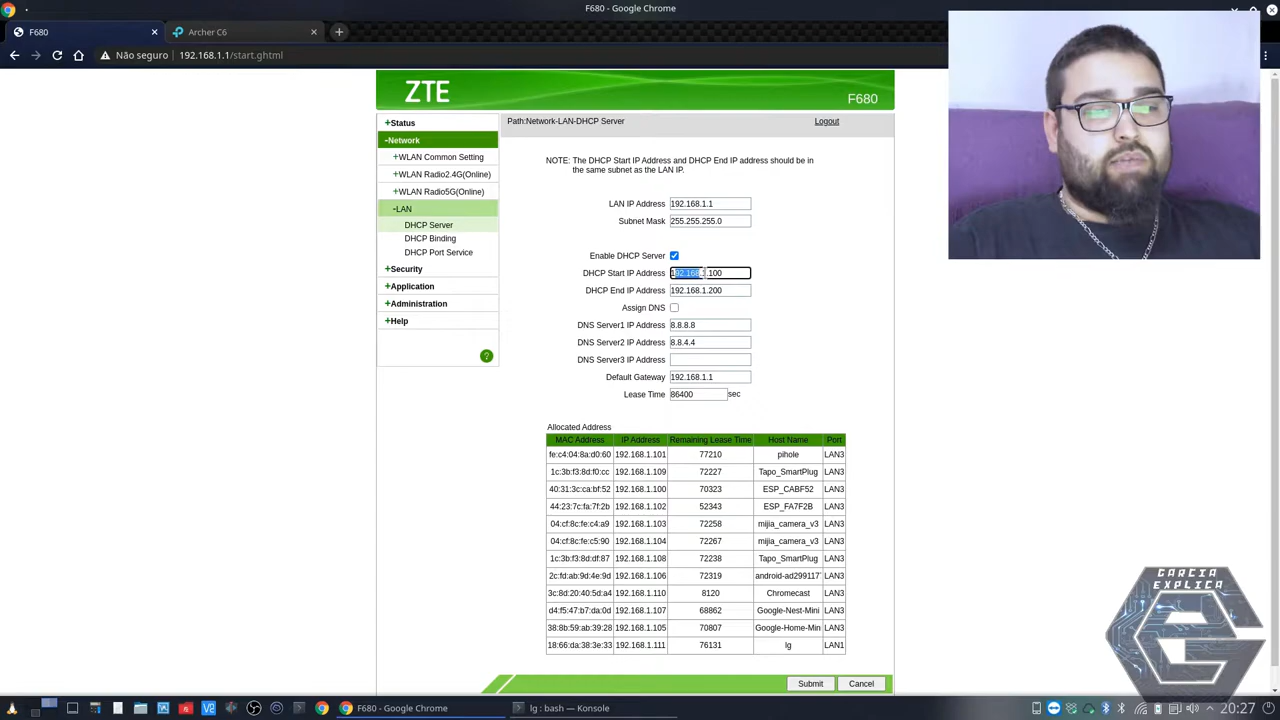 F680 - Google Chrome
F680
Archer C6
Não seguro
192.168.1.1/start.ghtml
ZTE
F680
+Status
-Network
+WLAN Common Setting
+WLAN Radio2.4G(Online)
+WLAN Radio5G(Online)
-LAN
DHCP Server
DHCP Binding
DHCP Port Service
+Security
+Application
+Administration
+Help
?
Path:Network-LAN-DHCP Server
Logout
NOTE: The DHCP Start IP Address and DHCP End IP address should be in
the same subnet as the LAN IP.
LAN IP Address 192.168.1.1
Subnet Mask 255.255.255.0
Enable DHCP Server
DHCP Start IP Address 192.168.1.100
DHCP End IP Address 192.168.1.200
Assign DNS
DNS Server1 IP Address 8.8.8.8
DNS Server2 IP Address 8.8.4.4
DNS Server3 IP Address
Default Gateway 192.168.1.1
Lease Time 86400 sec
Allocated Address
MAC Address IP Address Remaining Lease Time Host Name Port
fe:c4:04:8a:d0:60 192.168.1.101 77210 pihole LAN3
1c:3b:f3:8d:f0:cc 192.168.1.109 72227 Tapo_SmartPlug LAN3
40:31:3c:ca:bf:52 192.168.1.100 70323 ESP_CABF52 LAN3
44:23:7c:fa:7f:2b 192.168.1.102 52343 ESP_FA7F2B LAN3
04:cf:8c:fe:c4:a9 192.168.1.103 72258 mijia_camera_v3 LAN3
04:cf:8c:fe:c5:90 192.168.1.104 72267 mijia_camera_v3 LAN3
1c:3b:f3:8d:df:87 192.168.1.108 72238 Tapo_SmartPlug LAN3
2c:fd:ab:9d:4e:9d 192.168.1.106 72319 android-ad299117 LAN3
3c:8d:20:40:5d:a4 192.168.1.110 8120 Chromecast LAN3
d4:f5:47:b7:da:0d 192.168.1.107 68862 Google-Nest-Mini LAN3
38:8b:59:ab:39:28 192.168.1.105 70807 Google-Home-Min LAN3
18:66:da:38:3e:33 192.168.1.111 76131 lg LAN1
Submit
Cancel
GARCIA
EXPLICA
F680 - Google Chrome
lg : bash — Konsole
20:27